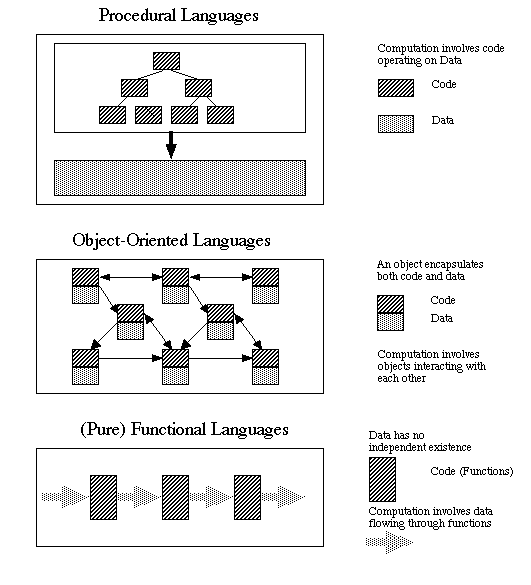 Procedural Languages
Computation involves code
operating on Data
Code
Data
Object-Oriented Languages
An object encapsulates
both code and data
Code
Data
Computation involves
objects interacting with
each other
(Pure) Functional Languages
Data has no
independent existence
Code (Functions)
Computation involves data
flowing through functions